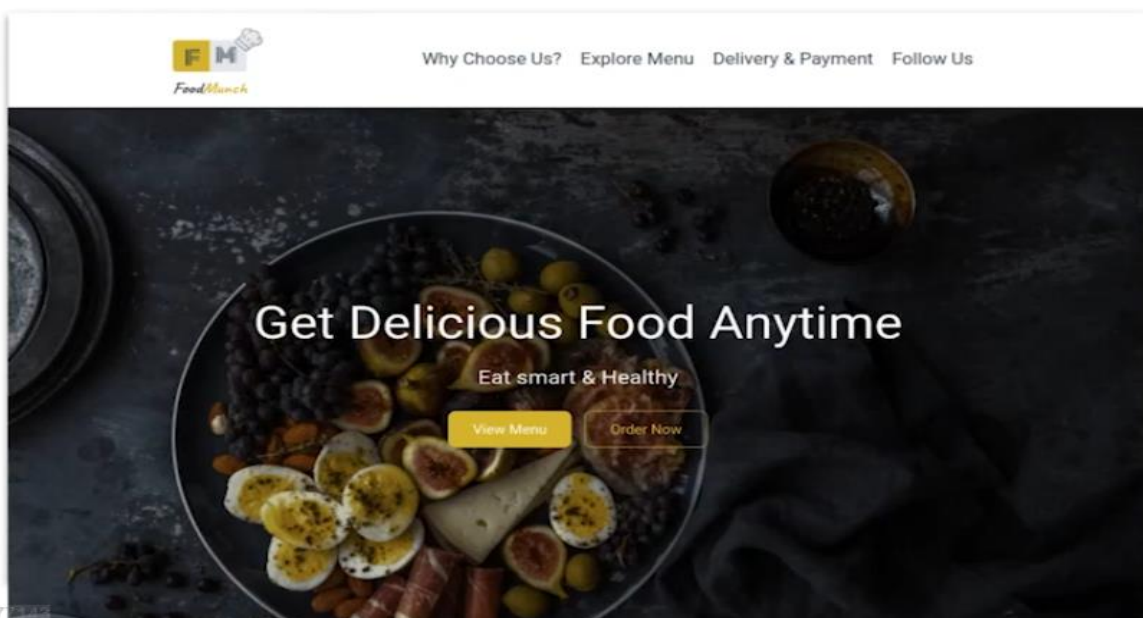 FM
FoodMunch
Why Choose Us? Explore Menu Delivery & Payment Follow Us
Get Delicious Food Anytime
Eat smart & Healthy
View Menu Order Now